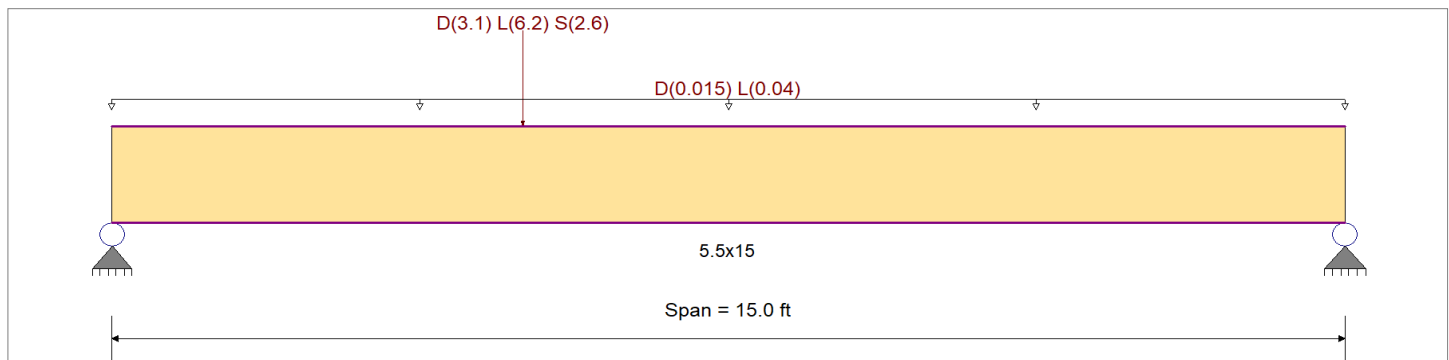 D(3.1) L(6.2) S(2.6)
D(0.015) L(0.04)
5.5x15
Span = 15.0 ft